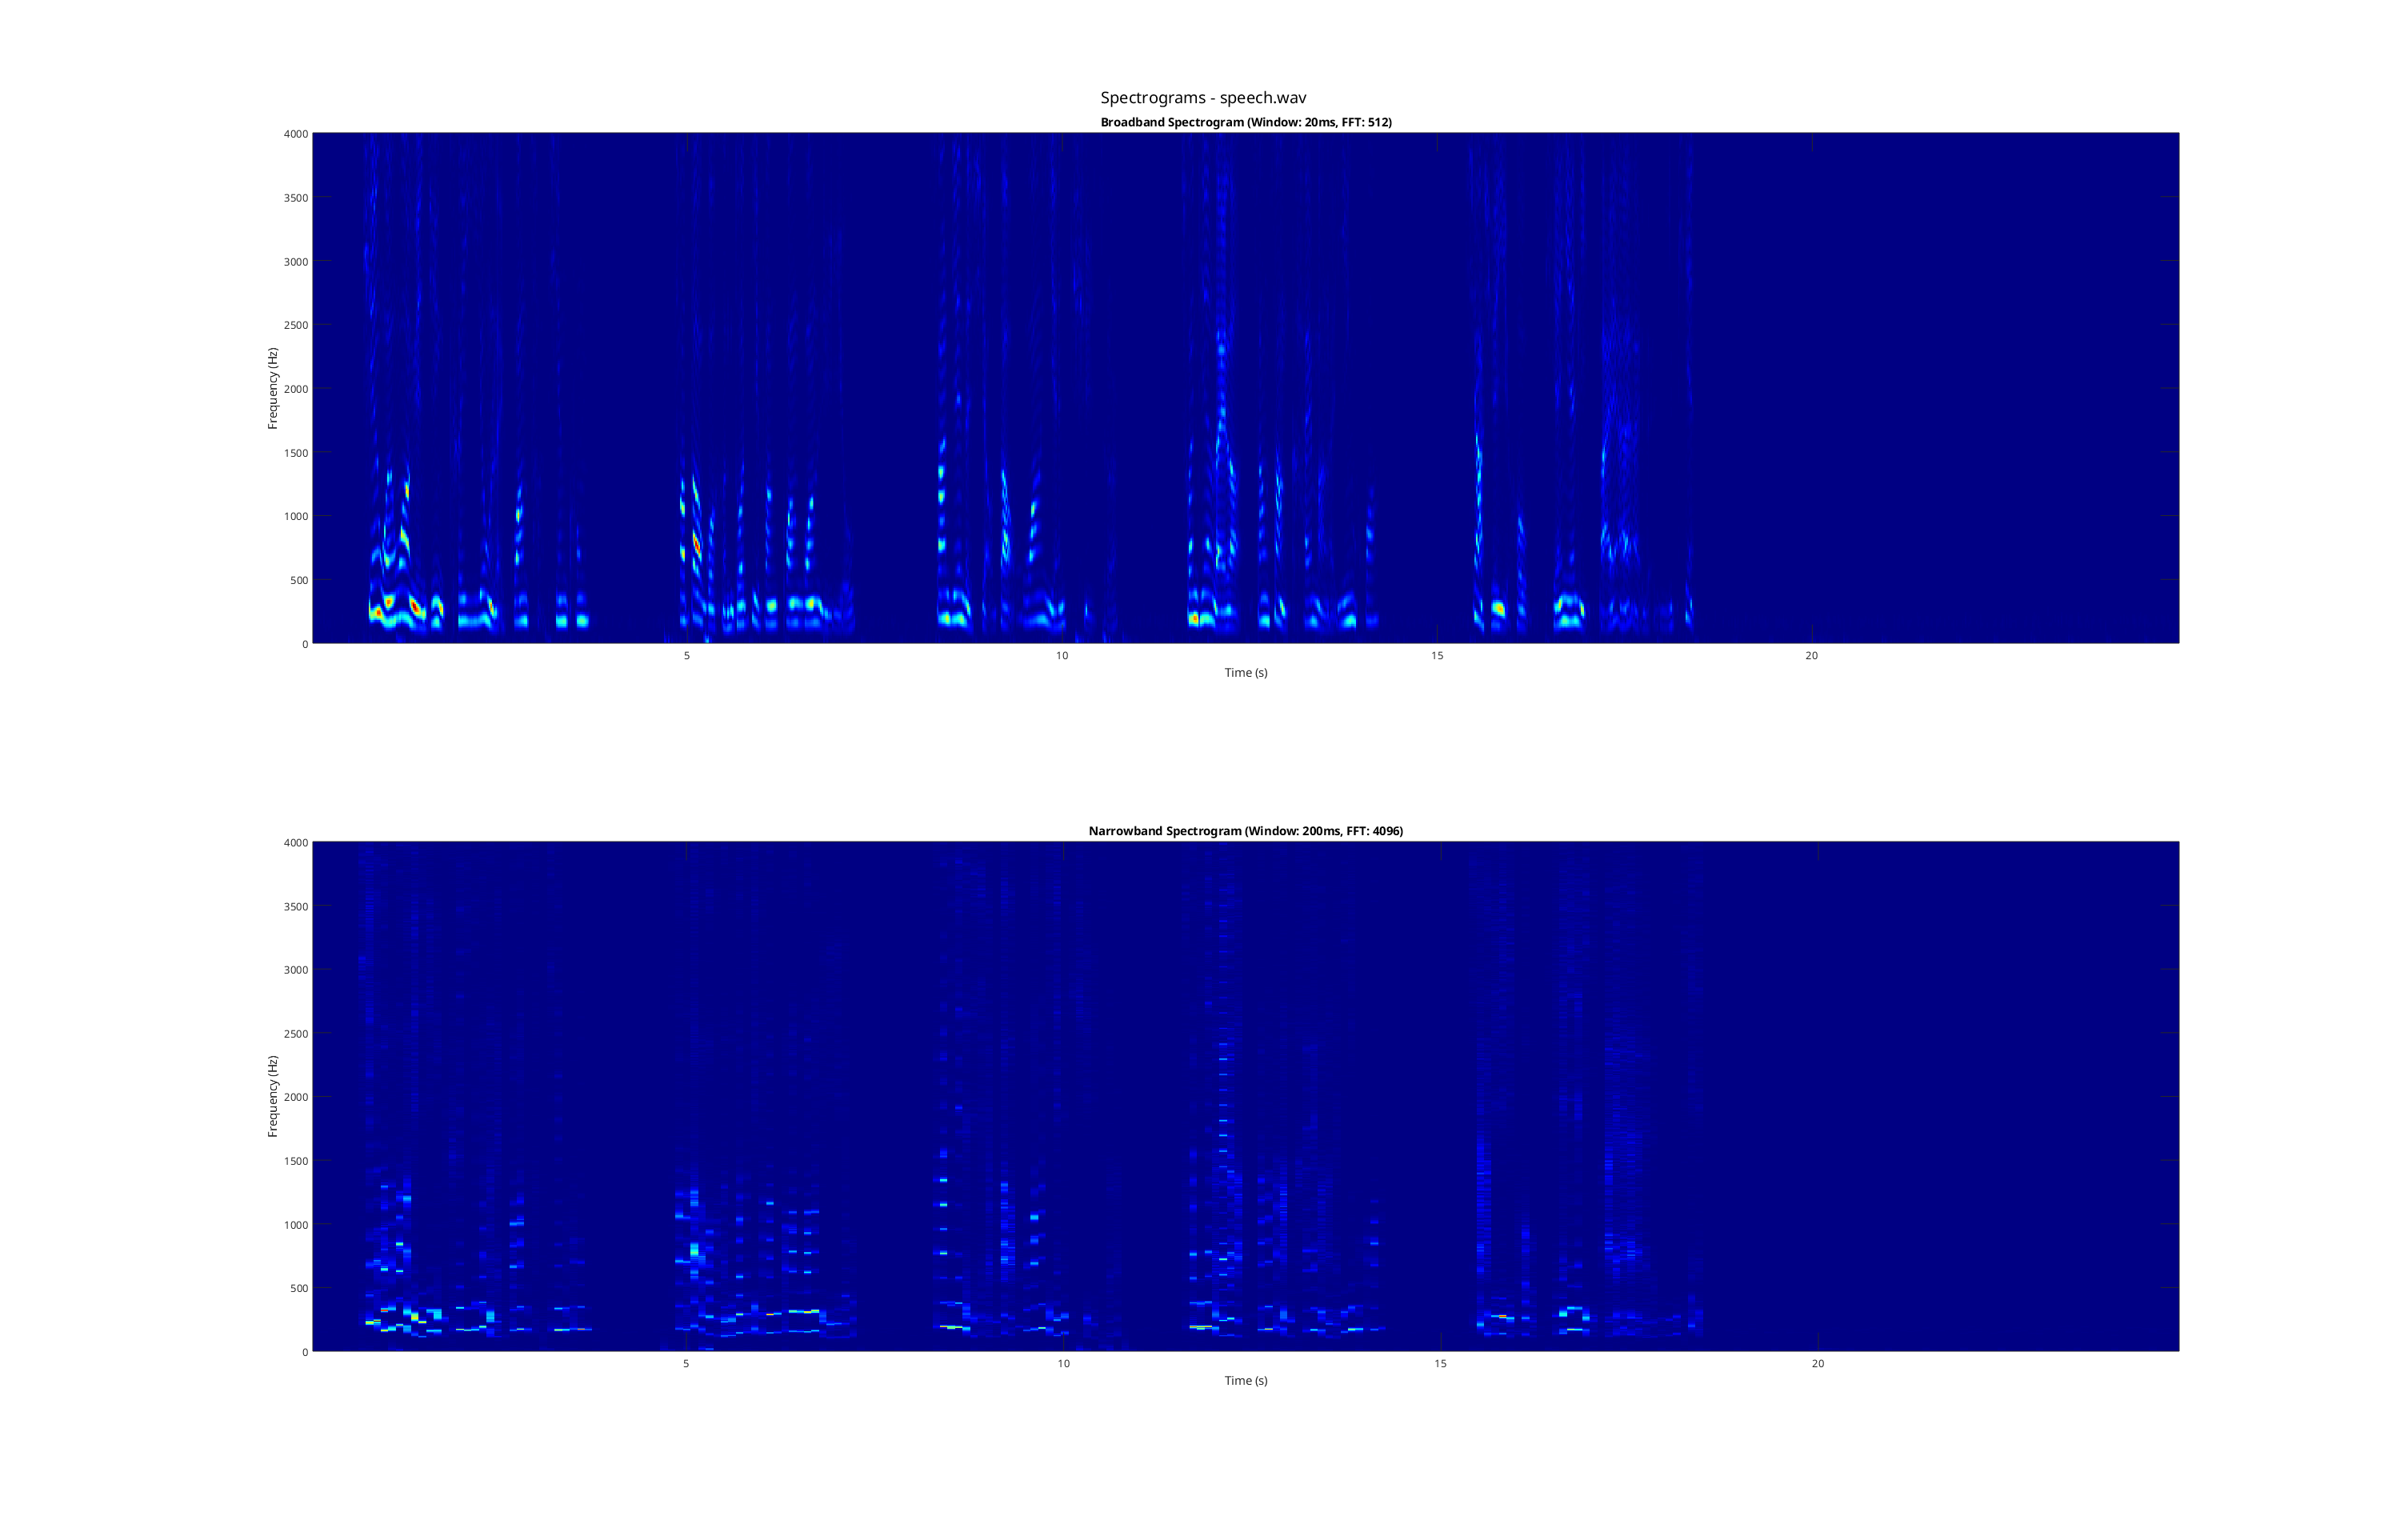 Spectrograms - speech.wav
Broadband Spectrogram (Window: 20ms, FFT: 512)
4000
3500
3000
2500
2000
1500
1000
500
0
Frequency (Hz)
5 10 15 20
Time (s)
Narrowband Spectrogram (Window: 200ms, FFT: 4096)
4000
3500
3000
2500
2000
1500
1000
500
0
Frequency (Hz)
5 10 15 20
Time (s)